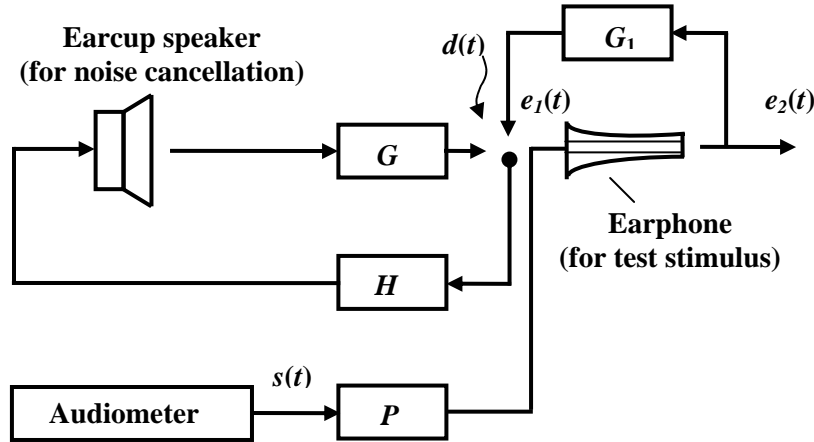 Earcup speaker
(for noise cancellation)
d(t)
G₁
e₁(t)
e₂(t)
G
Earphone
(for test stimulus)
H
s(t)
Audiometer
P